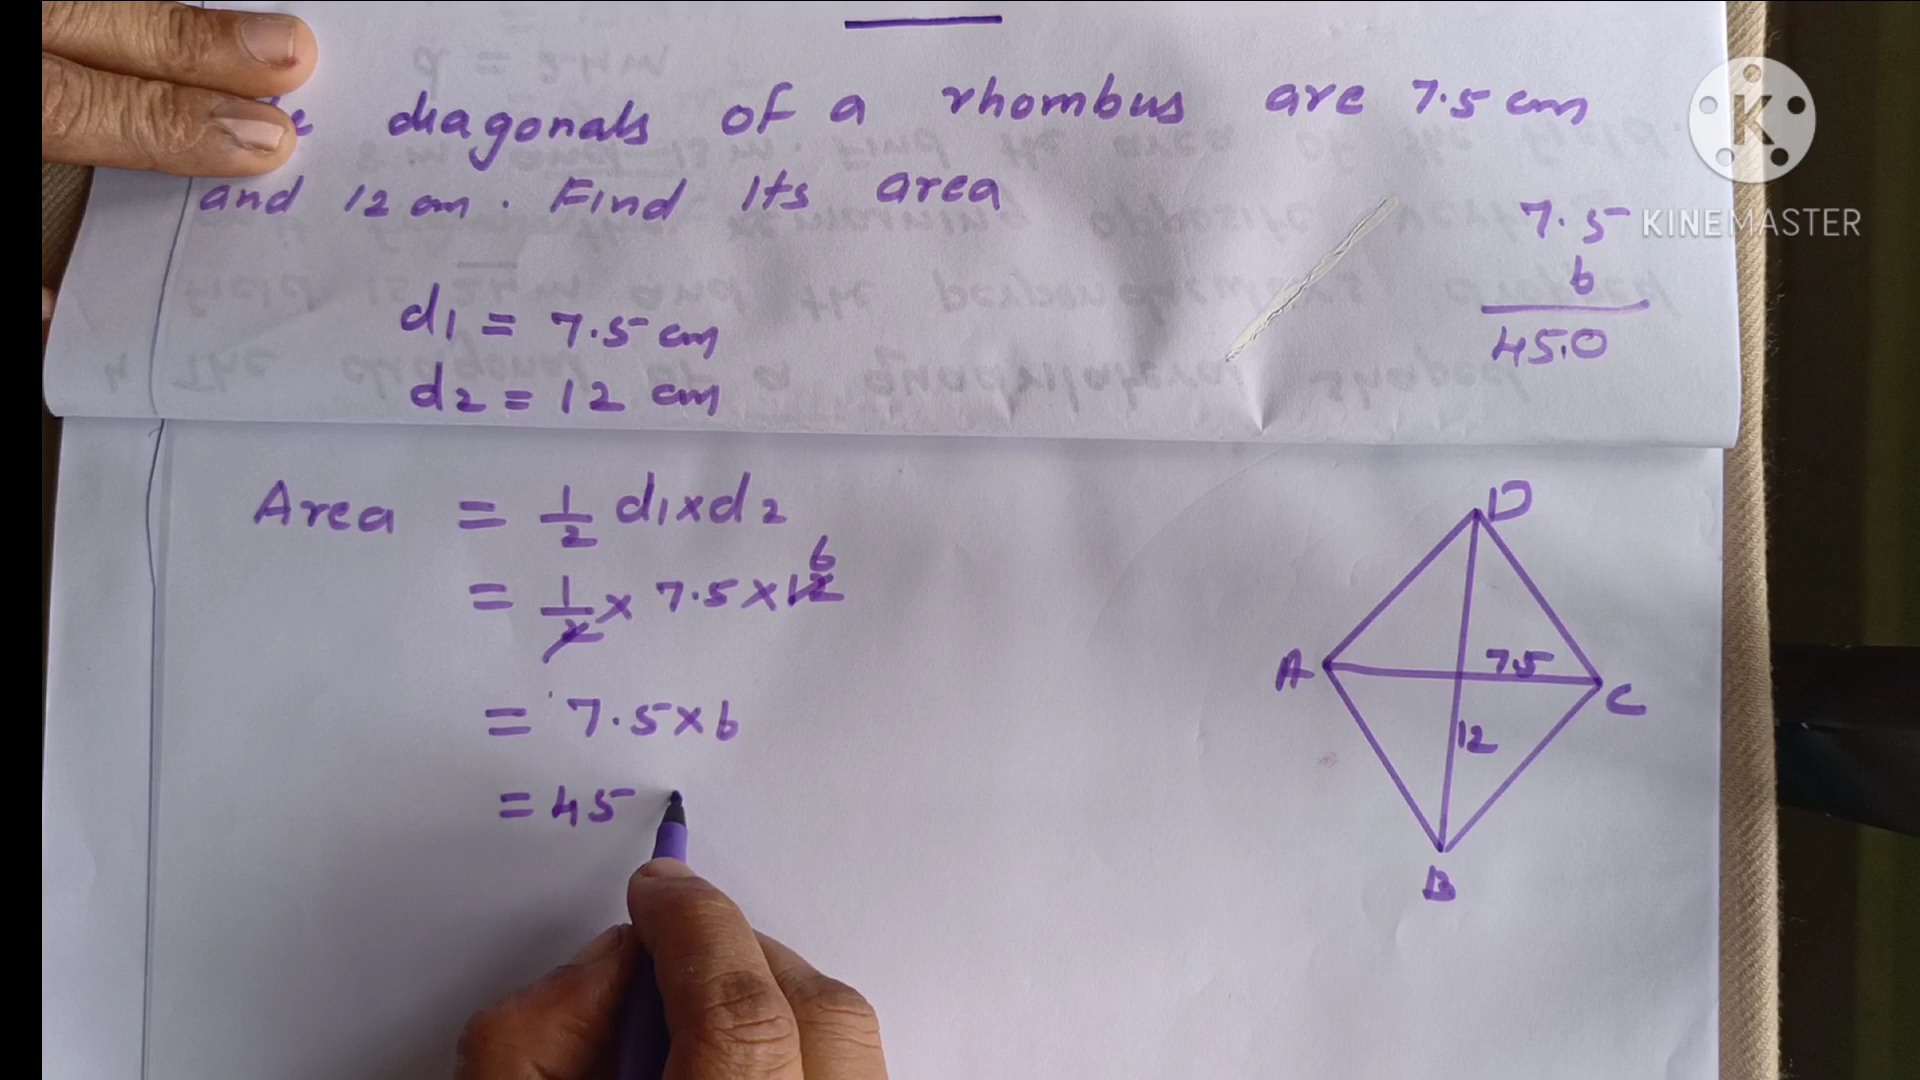 diagonals of a rhombus are 7.5 cm
and 12 cm. Find Its area
d1 = 7.5 cm
d2 = 12 cm
7.5
6
45.0
K
KINEMASTER
Area = 1/2 d1 x d2
= 1/2 x 7.5 x 12 6
= 7.5 x 6
= 45
D
A
7.5
C
12
B